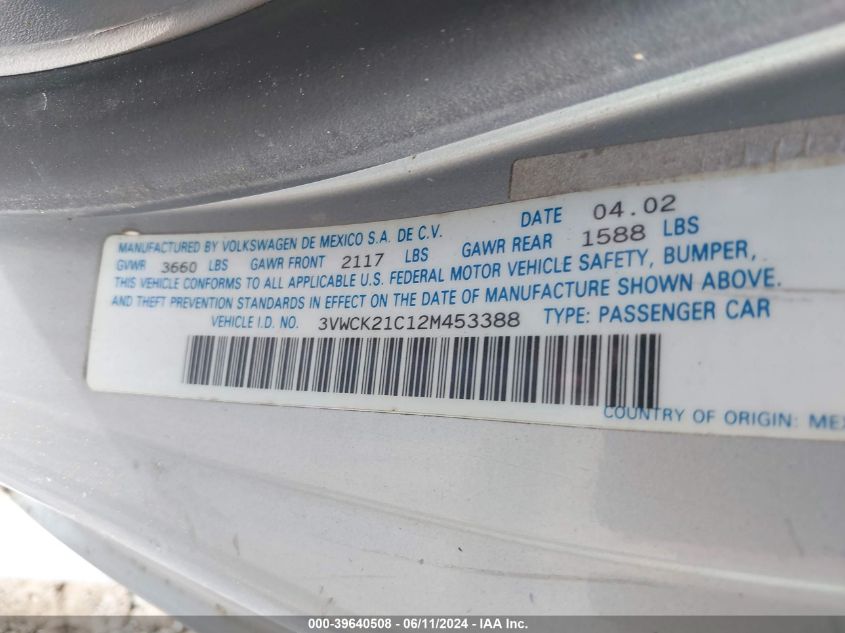 MANUFACTURED BY VOLKSWAGEN DE MEXICO S.A. DE C.V. DATE 04.02
GVWR 3660 LBS GAWR FRONT 2117 LBS GAWR REAR 1588 LBS
THIS VEHICLE CONFORMS TO ALL APPLICABLE U.S. FEDERAL MOTOR VEHICLE SAFETY, BUMPER,
AND THEFT PREVENTION STANDARDS IN EFFECT ON THE DATE OF MANUFACTURE SHOWN ABOVE.
VEHICLE I.D. NO. 3VWCK21C12M453388 TYPE: PASSENGER CAR
COUNTRY OF ORIGIN: MEX
000-39640508 - 06/11/2024 - IAA Inc.